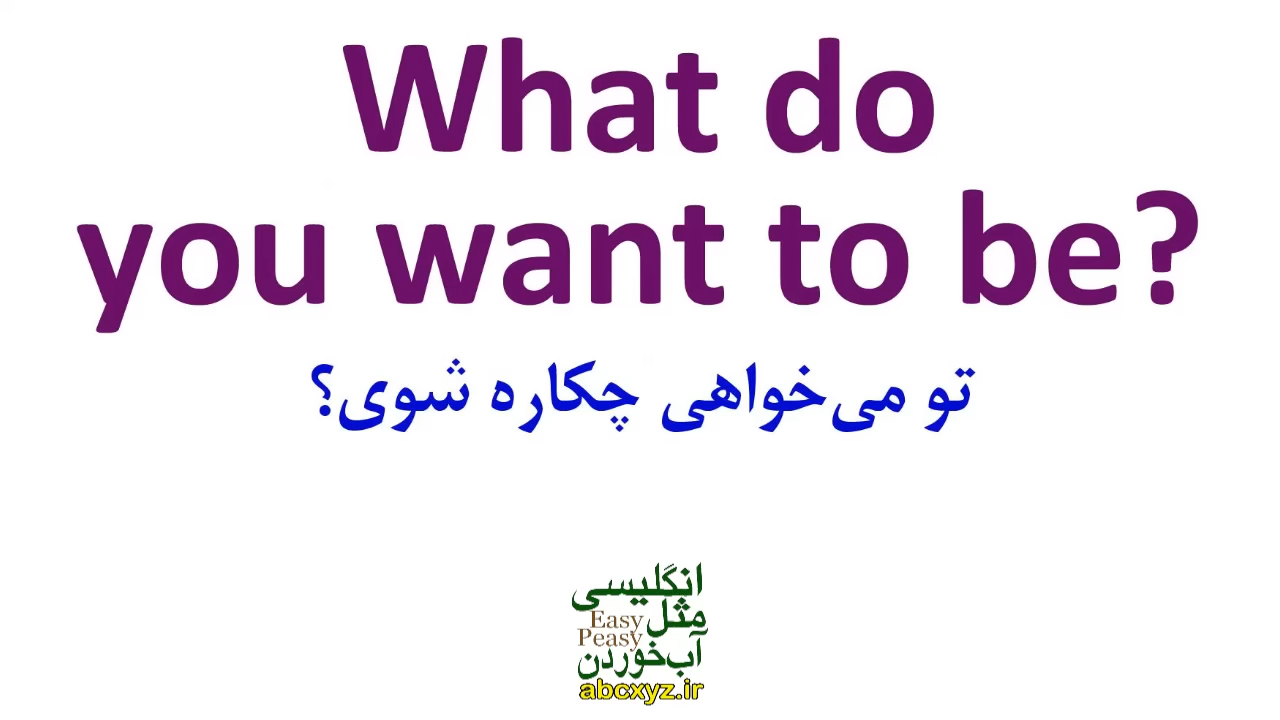 What do
you want to be?
تو می‌خواهی چکاره شوی؟
انگلیسی
مثل
Easy
Peasy
آب‌خوردن
abcxyz.ir